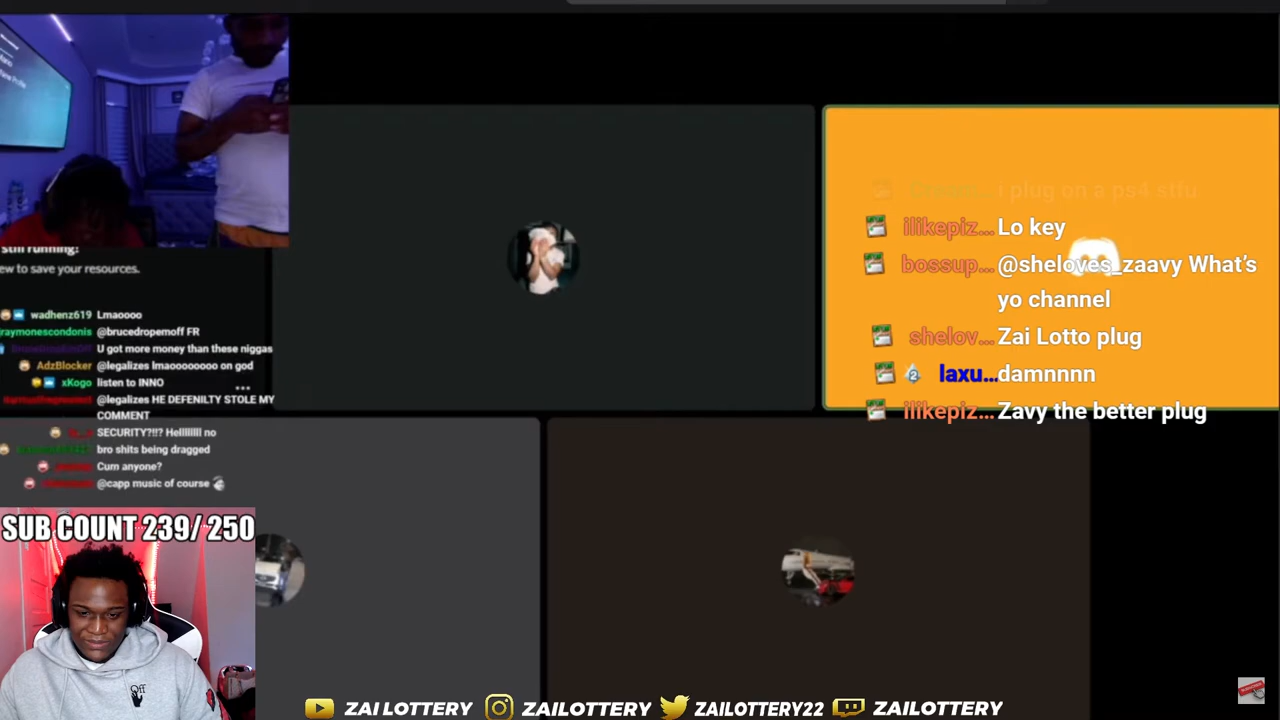 still running!
ew to save your resources.
wadhenz619 Lmaoooo
raymonescondonis @brucedropemoff FR
U got more money than these niggas
AdzBlocker @legalizes lmaoooooooo on god
xKogo listen to INNO
@legalizes HE DEFENILTY STOLE MY
COMMENT
SECURITY?!!? Helllllllll no
bro shits being dragged
Cum anyone?
@capp music of course
i plug on a ps4 stfu
ilikepiz... Lo key
bossup... @sheloves_zaavy What's
yo channel
shelov... Zai Lotto plug
2 laxu... damnnnn
ilikepiz... Zavy the better plug
SUB COUNT 239/ 250
Off
ZAI LOTTERY ZAILOTTERY ZAILOTTERY22 ZAILOTTERY